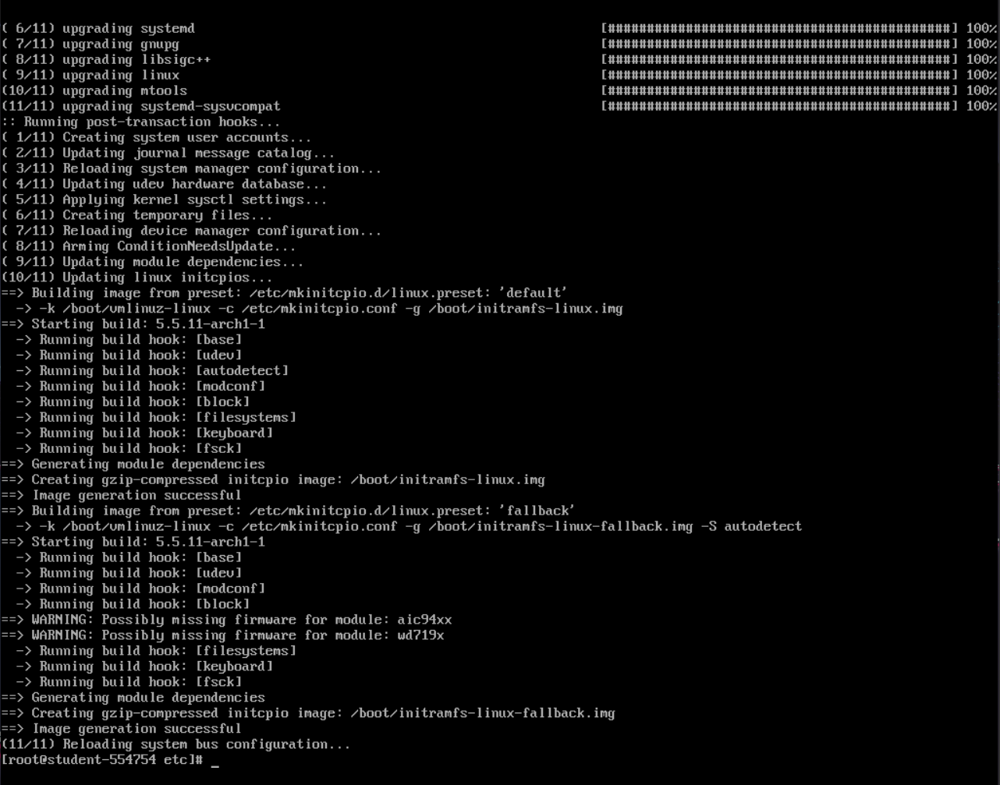 ( 6/11) upgrading systemd [############################################] 100%
( 7/11) upgrading gnupg [############################################] 100%
( 8/11) upgrading libsigc++ [############################################] 100%
( 9/11) upgrading linux [############################################] 100%
(10/11) upgrading mtools [############################################] 100%
(11/11) upgrading systemd-sysvcompat [############################################] 100%
:: Running post-transaction hooks...
( 1/11) Creating system user accounts...
( 2/11) Updating journal message catalog...
( 3/11) Reloading system manager configuration...
( 4/11) Updating udev hardware database...
( 5/11) Applying kernel sysctl settings...
( 6/11) Creating temporary files...
( 7/11) Reloading device manager configuration...
( 8/11) Arming ConditionNeedsUpdate...
( 9/11) Updating module dependencies...
(10/11) Updating linux initcpios...
==> Building image from preset: /etc/mkinitcpio.d/linux.preset: 'default'
  -> -k /boot/vmlinuz-linux -c /etc/mkinitcpio.conf -g /boot/initramfs-linux.img
==> Starting build: 5.5.11-arch1-1
  -> Running build hook: [base]
  -> Running build hook: [udev]
  -> Running build hook: [autodetect]
  -> Running build hook: [modconf]
  -> Running build hook: [block]
  -> Running build hook: [filesystems]
  -> Running build hook: [keyboard]
  -> Running build hook: [fsck]
==> Generating module dependencies
==> Creating gzip-compressed initcpio image: /boot/initramfs-linux.img
==> Image generation successful
==> Building image from preset: /etc/mkinitcpio.d/linux.preset: 'fallback'
  -> -k /boot/vmlinuz-linux -c /etc/mkinitcpio.conf -g /boot/initramfs-linux-fallback.img -S autodetect
==> Starting build: 5.5.11-arch1-1
  -> Running build hook: [base]
  -> Running build hook: [udev]
  -> Running build hook: [modconf]
  -> Running build hook: [block]
==> WARNING: Possibly missing firmware for module: aic94xx
==> WARNING: Possibly missing firmware for module: wd719x
  -> Running build hook: [filesystems]
  -> Running build hook: [keyboard]
  -> Running build hook: [fsck]
==> Generating module dependencies
==> Creating gzip-compressed initcpio image: /boot/initramfs-linux-fallback.img
==> Image generation successful
(11/11) Reloading system bus configuration...
[root@student-554754 etc]# _